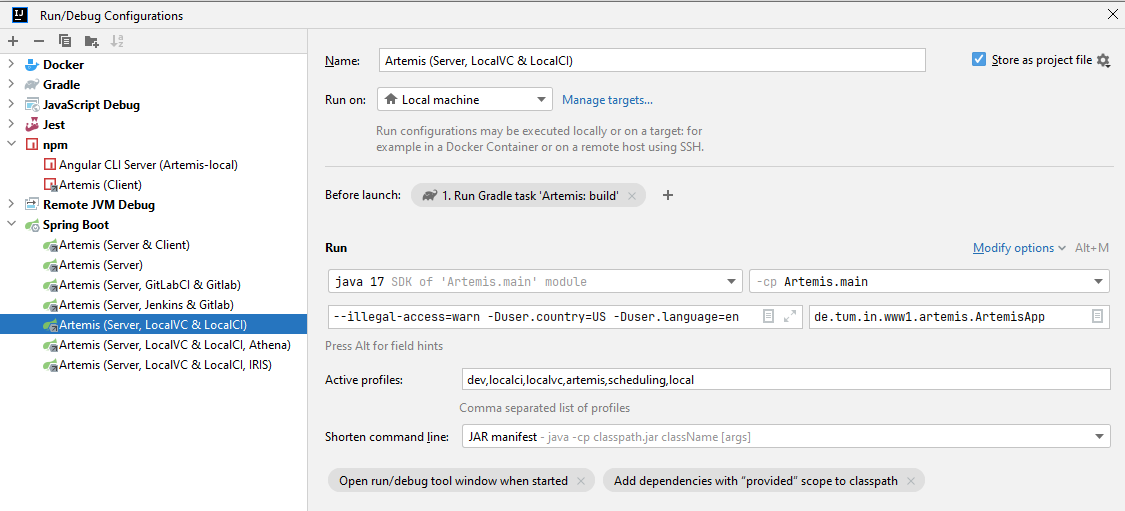 Run/Debug Configurations
Docker
Gradle
JavaScript Debug
Jest
npm
Angular CLI Server (Artemis-local)
Artemis (Client)
Remote JVM Debug
Spring Boot
Artemis (Server & Client)
Artemis (Server)
Artemis (Server, GitLabCI & Gitlab)
Artemis (Server, Jenkins & Gitlab)
Artemis (Server, LocalVC & LocalCI)
Artemis (Server, LocalVC & LocalCI, Athena)
Artemis (Server, LocalVC & LocalCI, IRIS)
Name: Artemis (Server, LocalVC & LocalCI) Store as project file
Run on: Local machine Manage targets...
Run configurations may be executed locally or on a target: for
example in a Docker Container or on a remote host using SSH.
Before launch: 1. Run Gradle task 'Artemis: build'
Run Modify options Alt+M
java 17 SDK of 'Artemis.main' module -cp Artemis.main
--illegal-access=warn -Duser.country=US -Duser.language=en de.tum.in.www1.artemis.ArtemisApp
Press Alt for field hints
Active profiles: dev,localci,localvc,artemis,scheduling,local
Comma separated list of profiles
Shorten command line: JAR manifest - java -cp classpath.jar className [args]
Open run/debug tool window when started Add dependencies with “provided” scope to classpath